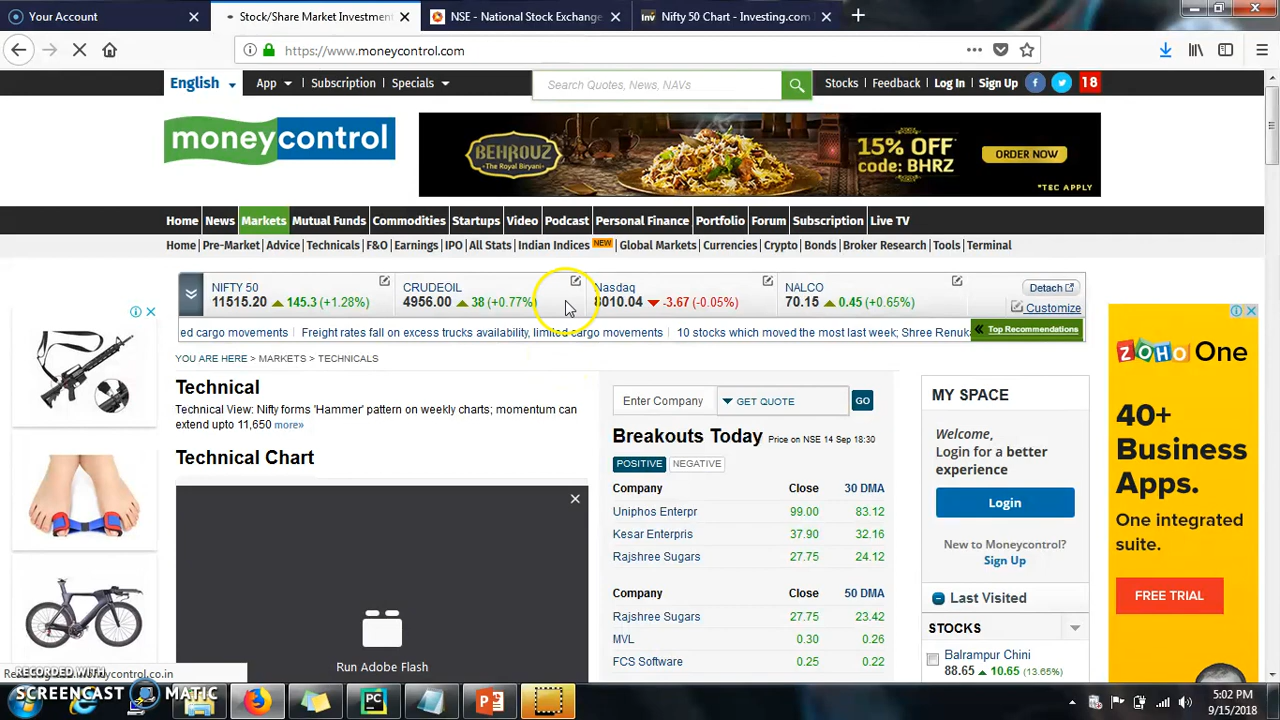 Your Account
Stock/Share Market Investment
NSE - National Stock Exchange
Nifty 50 Chart - Investing.com
https://www.moneycontrol.com
English App Subscription Specials
Search Quotes, News, NAVs
Stocks Feedback Log In Sign Up 18
moneycontrol
BEHROUZ
The Royal Biryani
15% OFF
code: BHRZ
ORDER NOW
*T&C APPLY
Home News Markets Mutual Funds Commodities Startups Video Podcast Personal Finance Portfolio Forum Subscription Live TV
Home Pre-Market Advice Technicals F&O Earnings IPO All Stats Indian Indices NEW Global Markets Currencies Crypto Bonds Broker Research Tools Terminal
NIFTY 50 CRUDEOIL Nasdaq NALCO Detach
11515.20 145.3 (+1.28%) 4956.00 38 (+0.77%) 8010.04 -3.67 (-0.05%) 70.15 0.45 (+0.65%) Customize
ed cargo movements Freight rates fall on excess trucks availability, limited cargo movements 10 stocks which moved the most last week; Shree Renuka Top Recommendations
YOU ARE HERE > MARKETS > TECHNICALS
Technical
Technical View: Nifty forms 'Hammer' pattern on weekly charts; momentum can
extend upto 11,650 more»
Technical Chart
Run Adobe Flash
Enter Company GET QUOTE GO
Breakouts Today Price on NSE 14 Sep 18:30
POSITIVE NEGATIVE
Company Close 30 DMA
Uniphos Enterpr 99.00 83.12
Kesar Enterpris 37.90 32.16
Rajshree Sugars 27.75 24.12
Company Close 50 DMA
Rajshree Sugars 27.75 23.42
MVL 0.30 0.26
FCS Software 0.25 0.22
MY SPACE
Welcome,
Login for a better
experience
Login
New to Moneycontrol?
Sign Up
Last Visited
STOCKS
Balrampur Chini
88.65 10.65 (13.65%)
ZOHO One
40+
Business
Apps.
One integrated
suite.
FREE TRIAL
RECORDED WITH
SCREENCAST MATIC
5:02 PM
9/15/2018